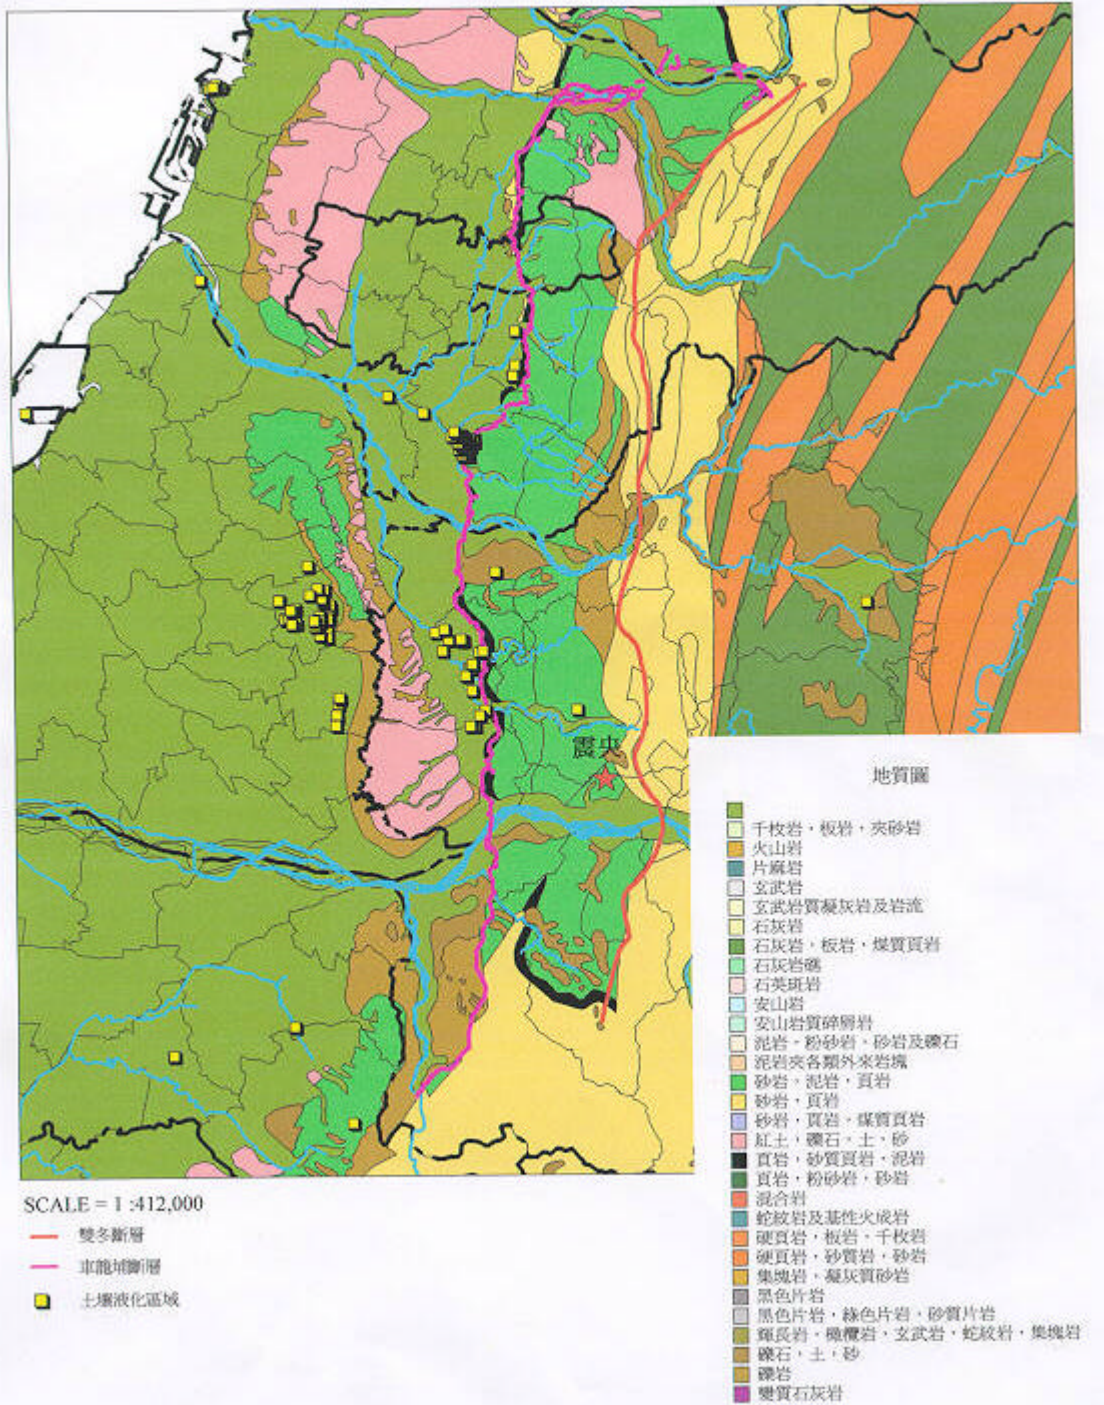 震央
地質圖
千枚岩，板岩，夾砂岩
火山岩
片麻岩
玄武岩
玄武岩質凝灰岩及岩流
石灰岩
石灰岩，板岩，煤質頁岩
石灰岩礁
石英斑岩
安山岩
安山岩質碎屑岩
泥岩，粉砂岩，砂岩及礫石
泥岩夾各類外來岩塊
砂岩，泥岩，頁岩
砂岩，頁岩
砂岩，頁岩，煤質頁岩
紅土，礫石，土，砂
頁岩，砂質頁岩，泥岩
頁岩，粉砂岩，砂岩
混合岩
蛇紋岩及基性火成岩
硬頁岩，板岩，千枚岩
硬頁岩，砂質岩，砂岩
集塊岩，凝灰質砂岩
黑色片岩
黑色片岩，綠色片岩，砂質片岩
輝長岩，橄欖岩，玄武岩，蛇紋岩，集塊岩
礫石，土，砂
礫岩
變質石灰岩
SCALE = 1 :412,000
雙冬斷層
車籠埔斷層
土壤液化區域